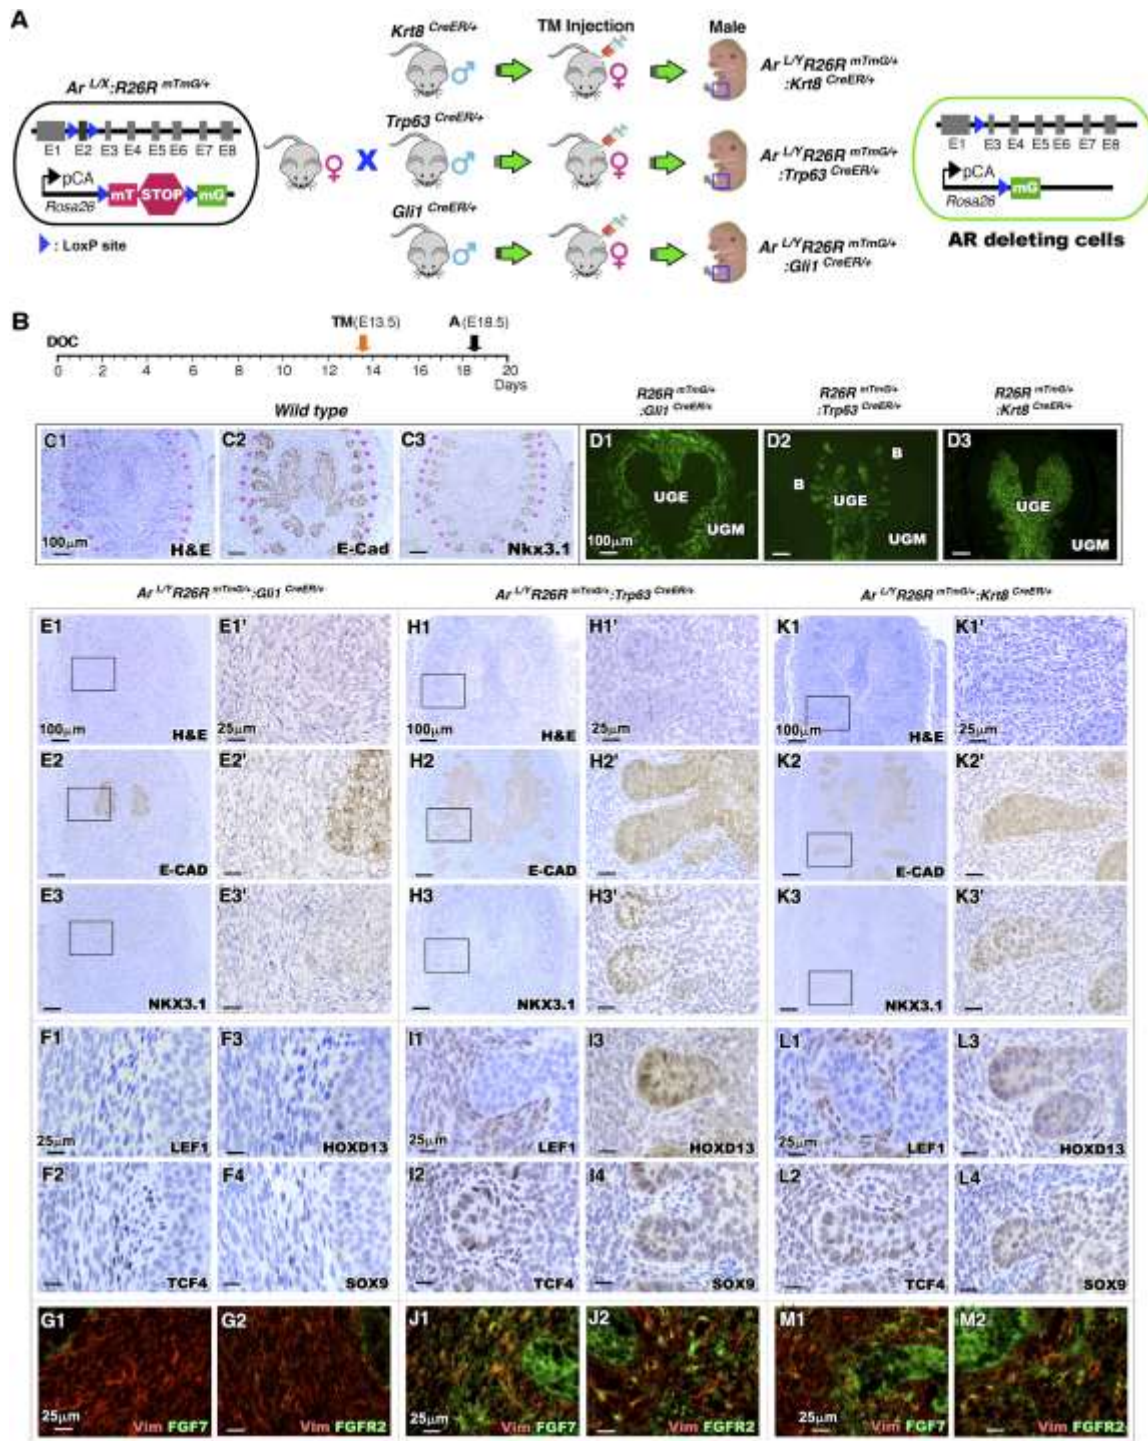 A
Krt8 CreER/+
TM Injection
Male
Ar L/X:R26R mTmG/+
Ar L/Y R26R mTmG/+
:Krt8 CreER/+
E1 E2 E3 E4 E5 E6 E7 E8
pCA
mT STOP mG
Rosa26
: LoxP site
X
Trp63 CreER/+
Ar L/Y R26R mTmG/+
:Trp63 CreER/+
Gli1 CreER/+
Ar L/Y R26R mTmG/+
:Gli1 CreER/+
E1 E3 E4 E5 E6 E7 E8
pCA
mG
Rosa26
AR deleting cells
B
TM(E13.5) A(E18.5)
DOC
0 2 4 6 8 10 12 14 16 18 20
Days
Wild type
R26R mTmG/+
:Gli1 CreER/+
R26R mTmG/+
:Trp63 CreER/+
R26R mTmG/+
:Krt8 CreER/+
C1 C2 C3 D1 D2 D3
B
B
UGE UGE UGE
100μm UGM 100μm UGM UGM
H&E E-Cad Nkx3.1
Ar L/Y R26R mTmG/+:Gli1 CreER/+
Ar L/Y R26R mTmG/+:Trp63 CreER/+
Ar L/Y R26R mTmG/+:Krt8 CreER/+
E1 E1' H1 H1' K1 K1'
100μm 25μm 100μm 25μm 100μm 25μm
H&E H&E H&E
E2 E2' H2 H2' K2 K2'
E-CAD E-CAD E-CAD
E3 E3' H3 H3' K3 K3'
NKX3.1 NKX3.1 NKX3.1
F1 F3 I1 I3 L1 L3
25μm 25μm 25μm
LEF1 HOXD13 LEF1 HOXD13 LEF1 HOXD13
F2 F4 I2 I4 L2 L4
TCF4 SOX9 TCF4 SOX9 TCF4 SOX9
G1 G2 J1 J2 M1 M2
25μm 25μm 25μm
Vim FGF7 Vim FGFR2 Vim FGF7 Vim FGFR2 Vim FGF7 Vim FGFR2